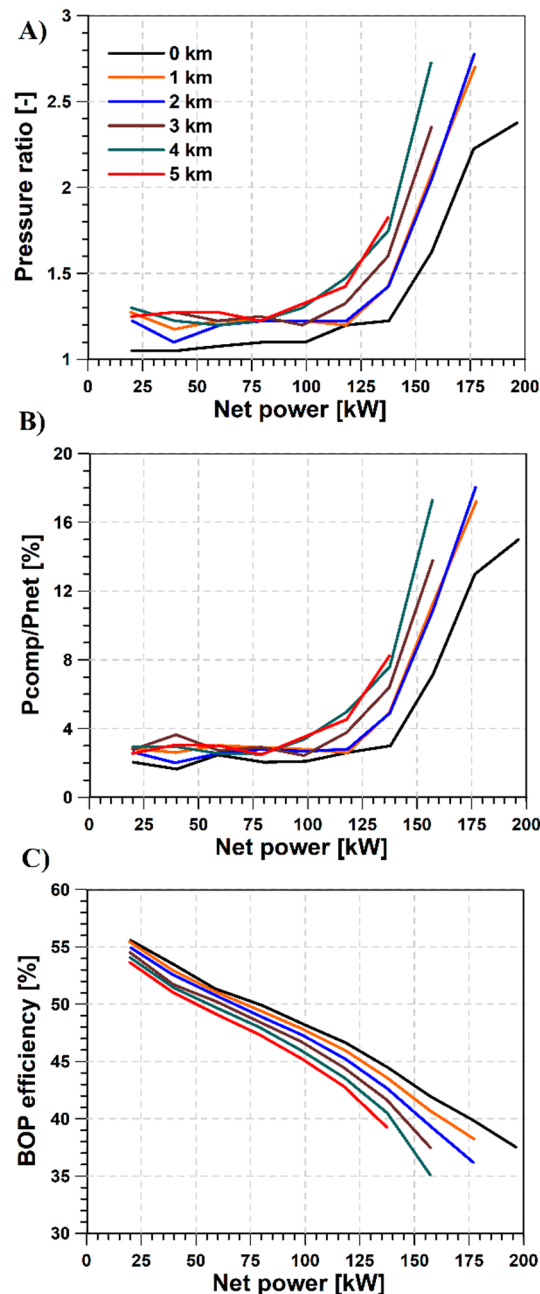 A)
Pressure ratio [-]
3
2.5
2
1.5
1
0 km
1 km
2 km
3 km
4 km
5 km
0 25 50 75 100 125 150 175 200
Net power [kW]
B)
Pcomp/Pnet [%]
20
16
12
8
4
0
0 25 50 75 100 125 150 175 200
Net power [kW]
C)
BOP efficiency [%]
60
55
50
45
40
35
30
0 25 50 75 100 125 150 175 200
Net power [kW]